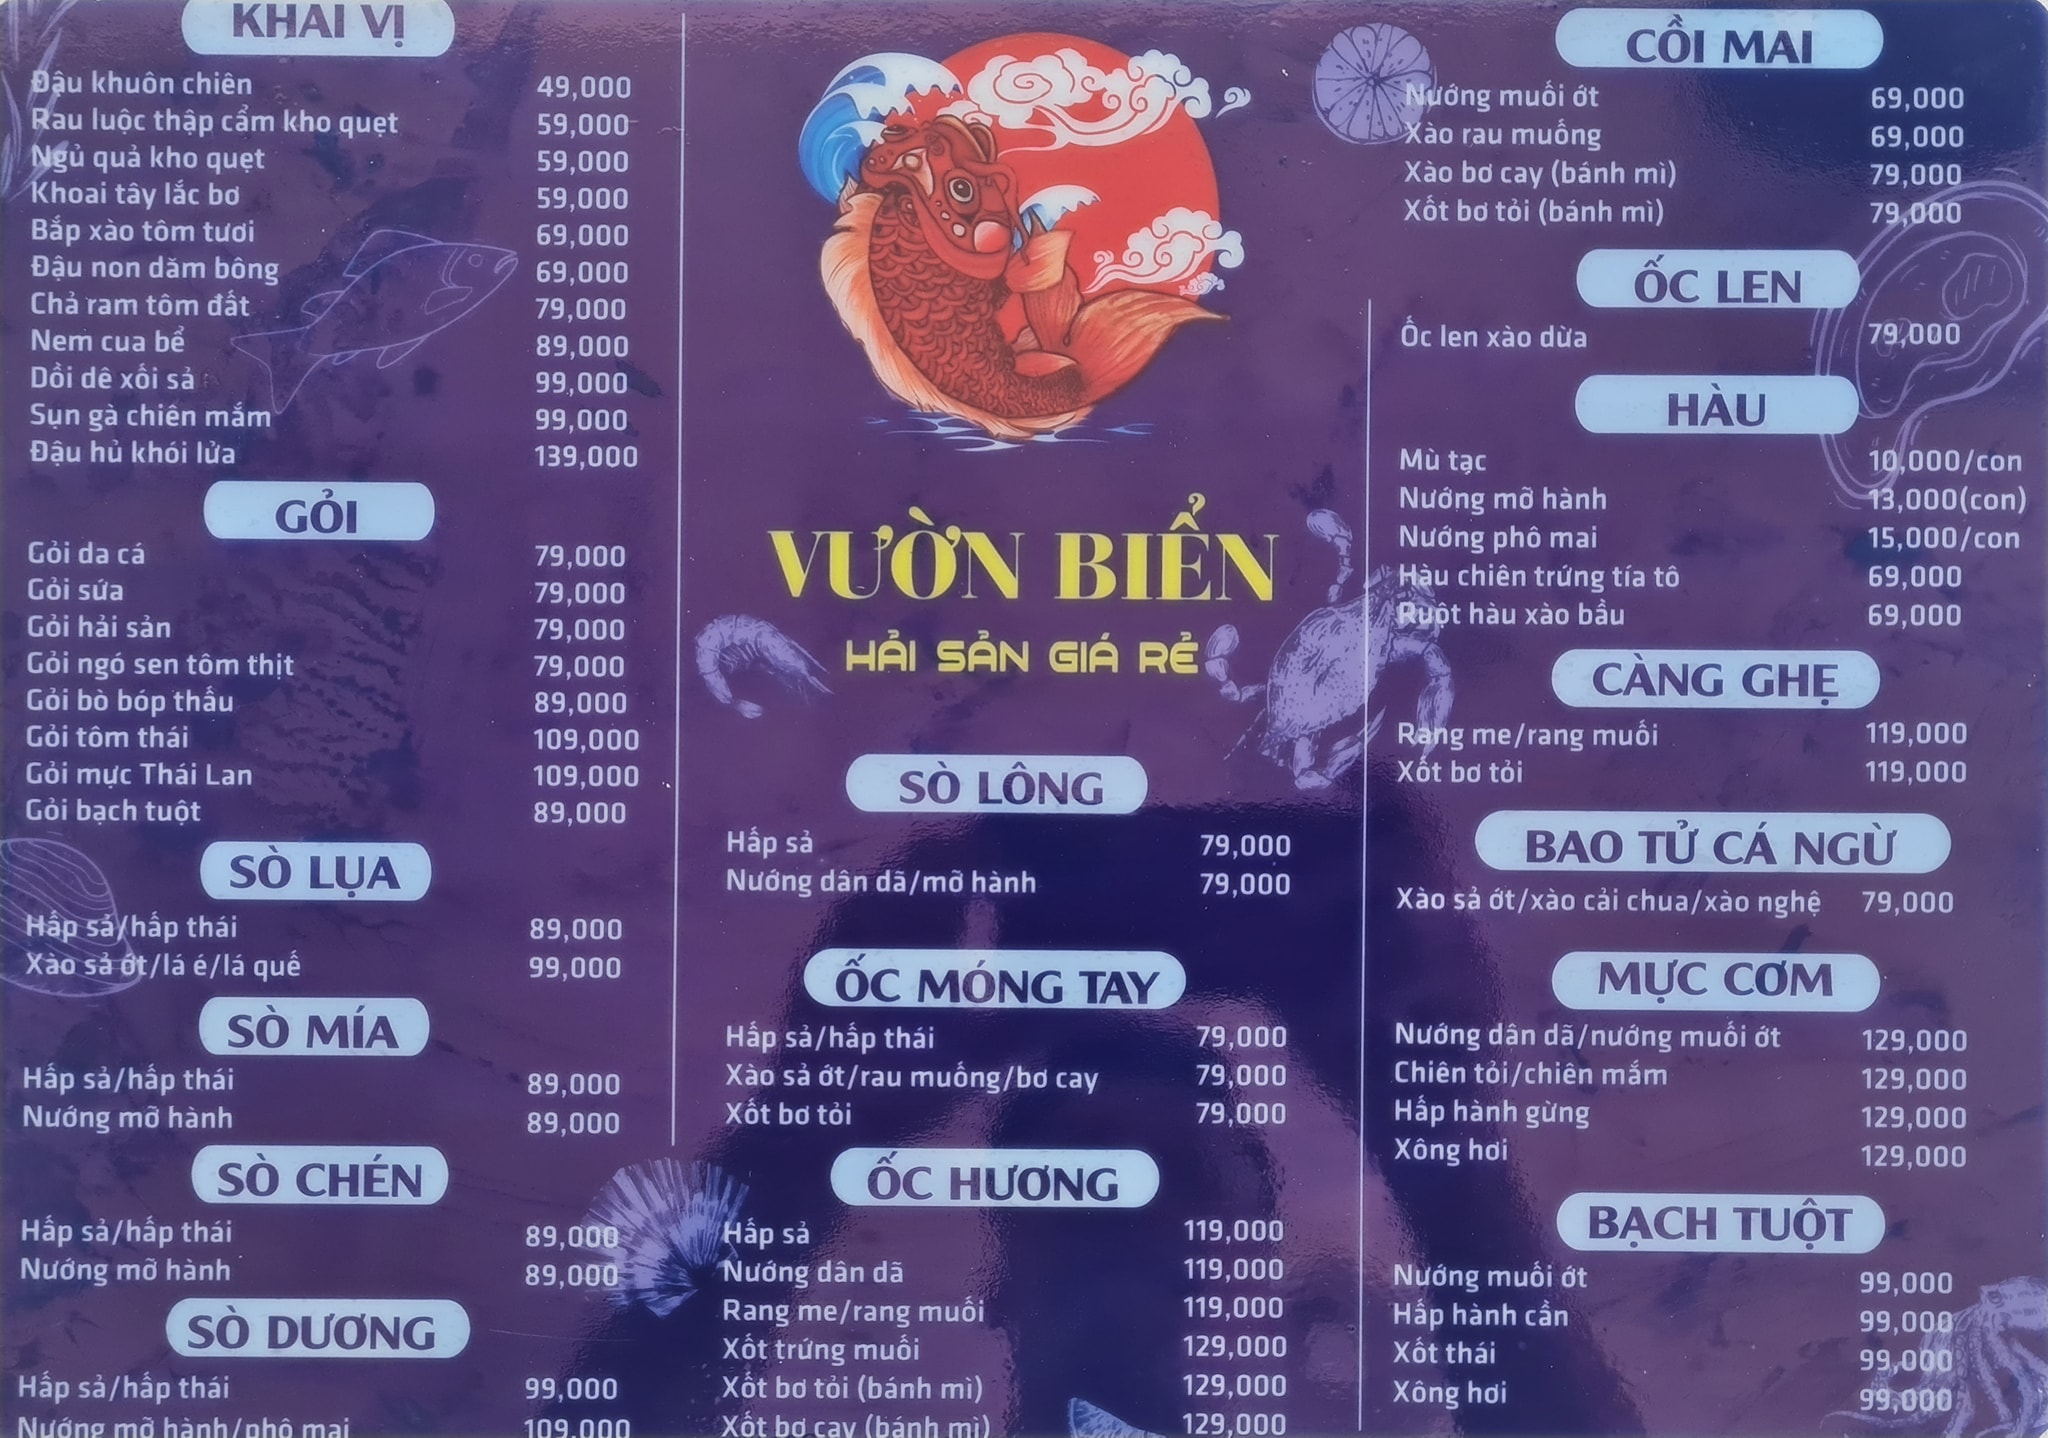 KHAI VỊ
Đậu khuôn chiên 49,000
Rau luộc thập cẩm kho quẹt 59,000
Ngủ quả kho quẹt 59,000
Khoai tây lắc bơ 59,000
Bắp xào tôm tươi 69,000
Đậu non dăm bông 69,000
Chả ram tôm đất 79,000
Nem cua bể 89,000
Dồi dê xối sả 99,000
Sụn gà chiên mắm 99,000
Đậu hủ khói lửa 139,000
GỎI
Gỏi da cá 79,000
Gỏi sứa 79,000
Gỏi hải sản 79,000
Gỏi ngó sen tôm thịt 79,000
Gỏi bò bóp thấu 89,000
Gỏi tôm thái 109,000
Gỏi mực Thái Lan 109,000
Gỏi bạch tuột 89,000
SÒ LỤA
Hấp sả/hấp thái 89,000
Xào sả ớt/lá é/lá quế 99,000
SÒ MÍA
Hấp sả/hấp thái 89,000
Nướng mỡ hành 89,000
SÒ CHÉN
Hấp sả/hấp thái 89,000
Nướng mỡ hành 89,000
SÒ DƯƠNG
Hấp sả/hấp thái 99,000
Nướng mỡ hành/phô mai 109,000
VƯỜN BIỂN
HẢI SẢN GIÁ RẺ
SÒ LÔNG
Hấp sả 79,000
Nướng dân dã/mỡ hành 79,000
ỐC MÓNG TAY
Hấp sả/hấp thái 79,000
Xào sả ớt/rau muống/bơ cay 79,000
Xốt bơ tỏi 79,000
ỐC HƯƠNG
Hấp sả 119,000
Nướng dân dã 119,000
Rang me/rang muối 119,000
Xốt trứng muối 129,000
Xốt bơ tỏi (bánh mì) 129,000
Xốt bơ cay (bánh mì) 129,000
CỒI MAI
Nướng muối ớt 69,000
Xào rau muống 69,000
Xào bơ cay (bánh mì) 79,000
Xốt bơ tỏi (bánh mì) 79,000
ỐC LEN
Ốc len xào dừa 79,000
HÀU
Mù tạc 10,000/con
Nướng mỡ hành 13,000(con)
Nướng phô mai 15,000/con
Hàu chiên trứng tía tô 69,000
Ruột hàu xào bầu 69,000
CÀNG GHẸ
Rang me/rang muối 119,000
Xốt bơ tỏi 119,000
BAO TỬ CÁ NGỪ
Xào sả ớt/xào cải chua/xào nghệ 79,000
MỰC CƠM
Nướng dân dã/nướng muối ớt 129,000
Chiên tỏi/chiên mắm 129,000
Hấp hành gừng 129,000
Xông hơi 129,000
BẠCH TUỘT
Nướng muối ớt 99,000
Hấp hành cần 99,000
Xốt thái 99,000
Xông hơi 99,000